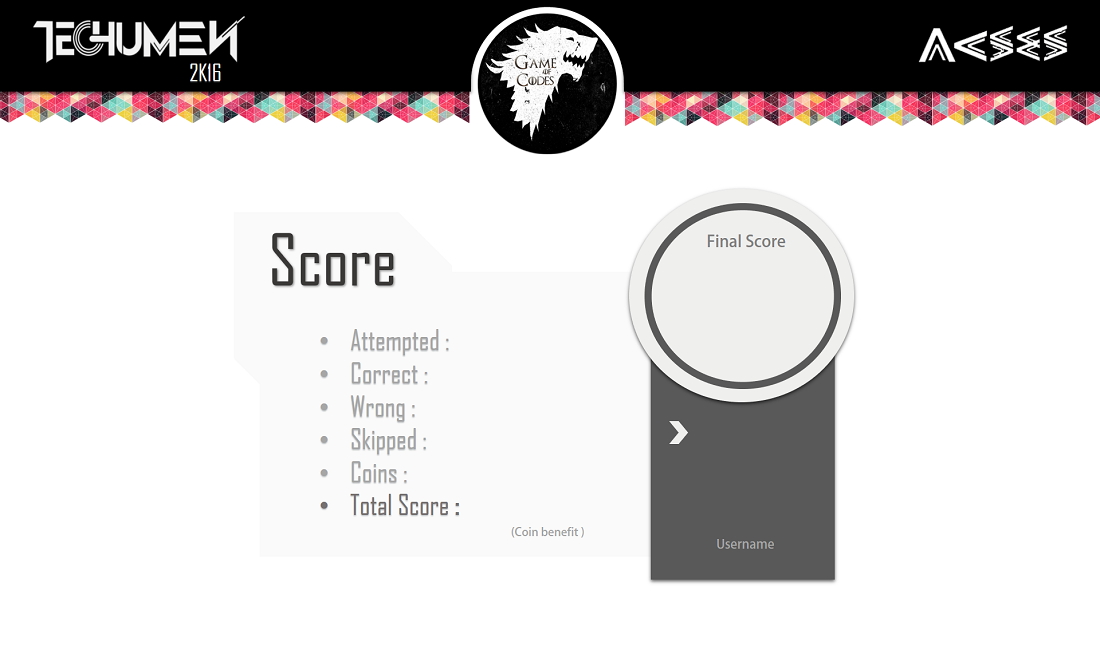 TECHUMEN
2K16
GAME
OF
CODES
ACSES
Score
• Attempted :
• Correct :
• Wrong :
• Skipped :
• Coins :
• Total Score :
(Coin benefit )
Final Score
Username